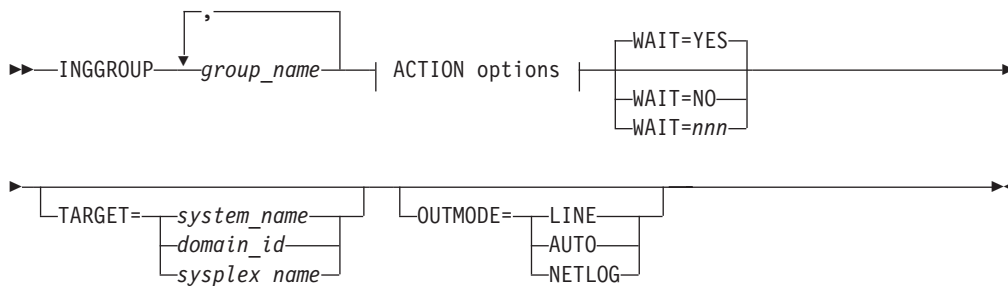 ,
WAIT=YES
INGGROUP group_name ACTION options
WAIT=NO
WAIT=nnn
TARGET= system_name OUTMODE= LINE
domain_id AUTO
sysplex name NETLOG